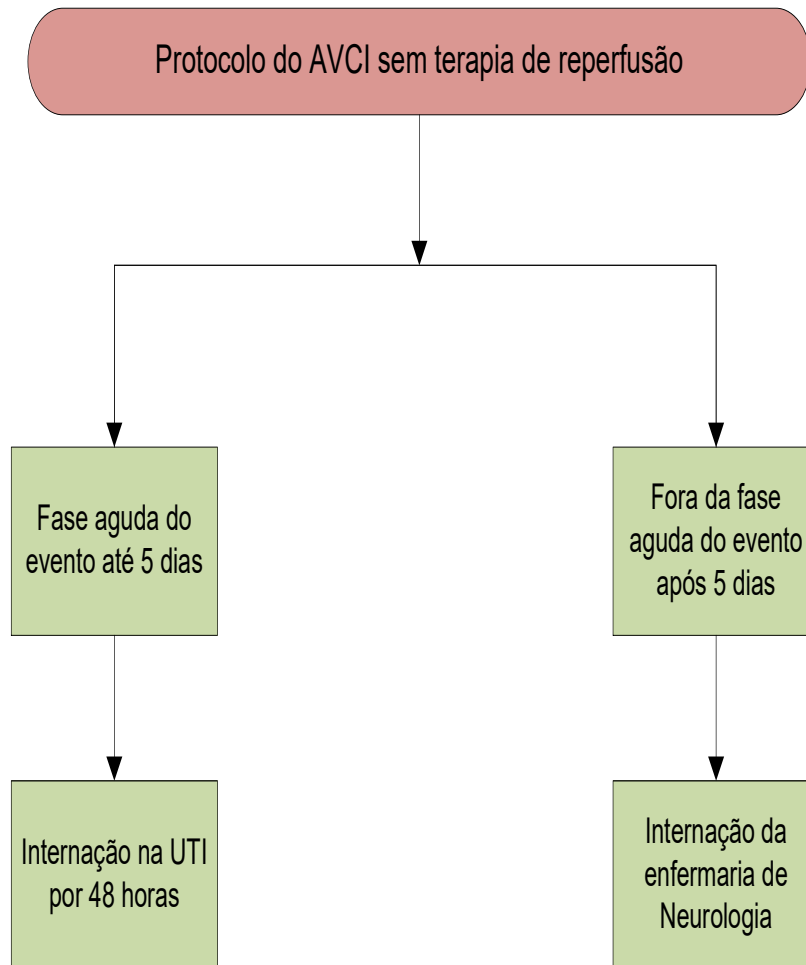 Protocolo do AVCI sem terapia de reperfusão
Fase aguda do
evento até 5 dias
Fora da fase
aguda do evento
após 5 dias
Internação na UTI
por 48 horas
Internação da
enfermaria de
Neurologia